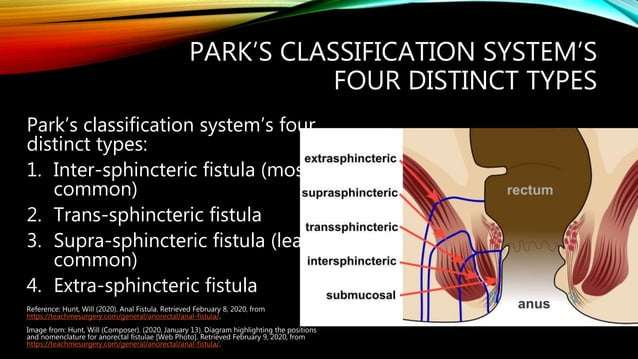 PARK'S CLASSIFICATION SYSTEM'S
FOUR DISTINCT TYPES
Park's classification system's four
distinct types:
1. Inter-sphincteric fistula (mos
common)
2. Trans-sphincteric fistula
3. Supra-sphincteric fistula (lea
common)
4. Extra-sphincteric fistula
extrasphincteric
suprasphincteric
transsphincteric
intersphincteric
submucosal
rectum
anus
Reference: Hunt, Will (2020). Anal Fistula. Retrieved February 8, 2020, from
https://teachmesurgery.com/general/anorectal/anal-fistula/.
Image from: Hunt, Will (Composer). (2020, January 13). Diagram highlighting the positions
and nomenclature for anorectal fistulae [Web Photo]. Retrieved February 9, 2020, from
https://teachmesurgery.com/general/anorectal/anal-fistula/.